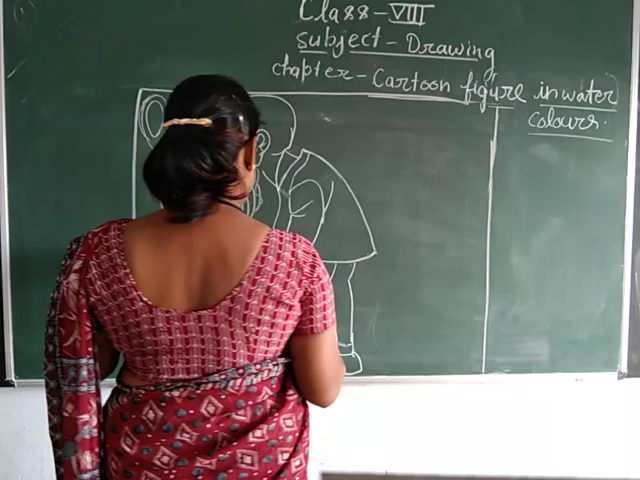 Class-VIII
subject-Drawing
chapter-Cartoon figure in water
colours.